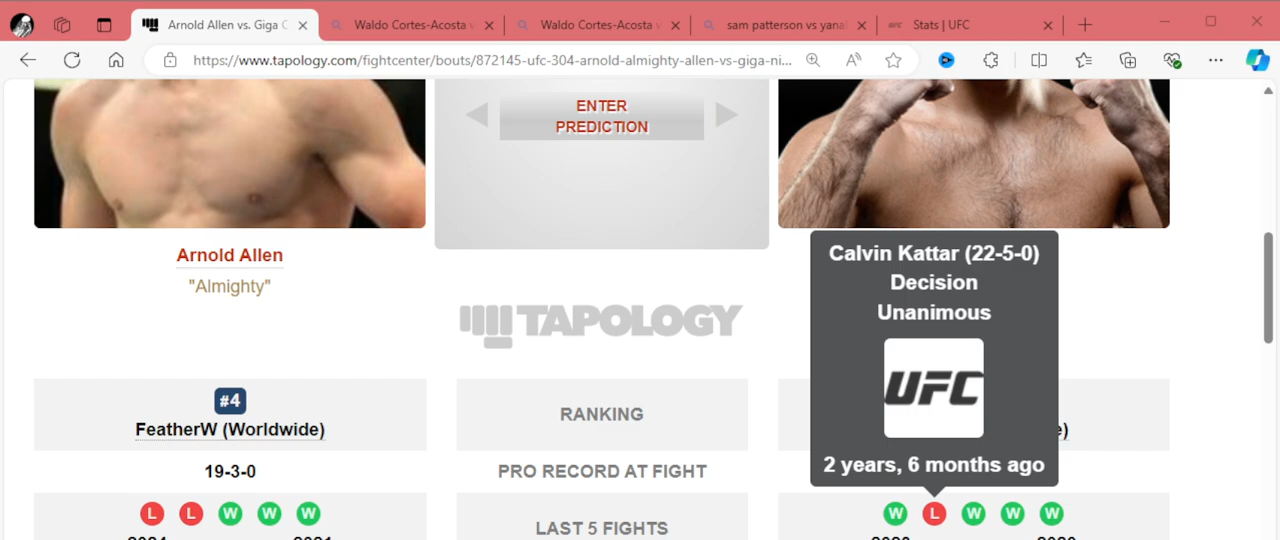 Arnold Allen vs. Giga C
Waldo Cortes-Acosta v
Waldo Cortes-Acosta v
sam patterson vs yanal
Stats | UFC
https://www.tapology.com/fightcenter/bouts/872145-ufc-304-arnold-almighty-allen-vs-giga-ni...
ENTER
PREDICTION
Arnold Allen
"Almighty"
TAPOLOGY
Calvin Kattar (22-5-0)
Decision
Unanimous
UFC
2 years, 6 months ago
#4
FeatherW (Worldwide)
RANKING
e)
19-3-0
PRO RECORD AT FIGHT
L L W W W
LAST 5 FIGHTS
W L W W W